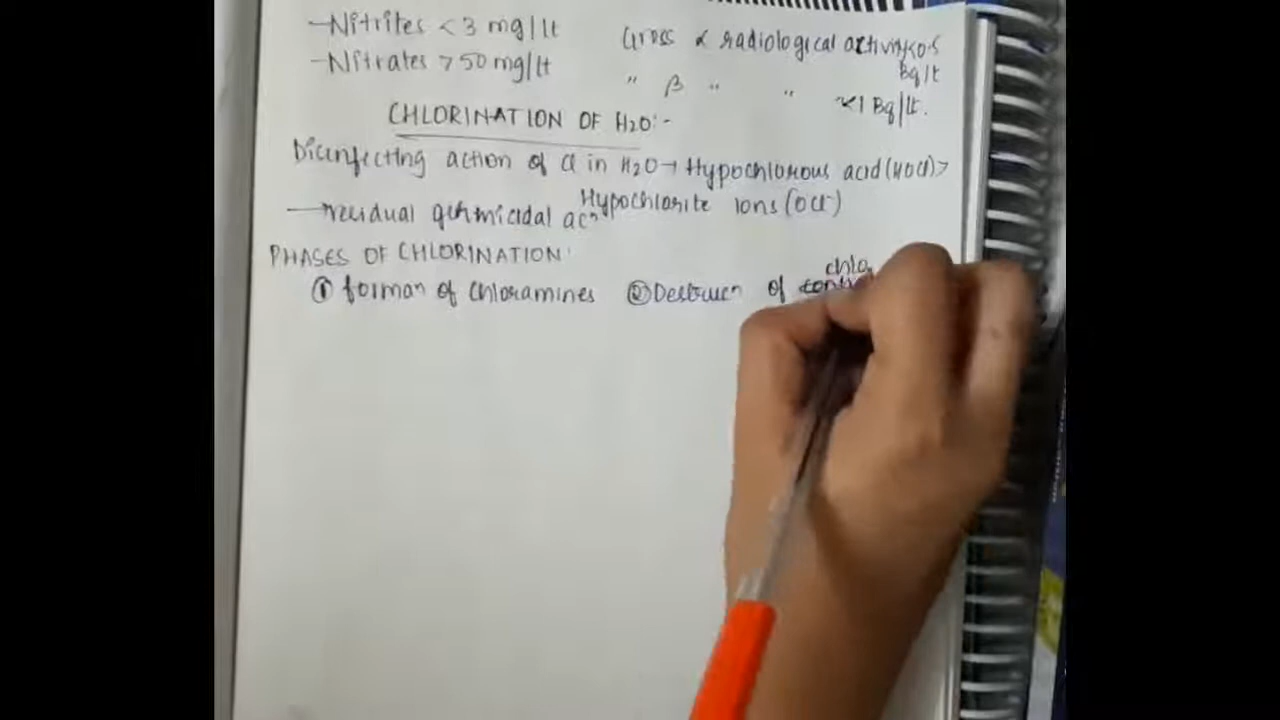 -Nitrites < 3 mg/lt
-Nitrates > 50 mg/lt
Gross α radiological activity<0.5
Bq/lt
" β " " <1 Bq/lt.
CHLORINATION OF H2O:-
Disinfecting action of Cl in H2O → Hypochlorous acid (HOCl) >
Hypochlorite Ions (OCl-)
→ residual germicidal acn
PHASES OF CHLORINATION:
① forman of chloramines ② Destrucn of chlo